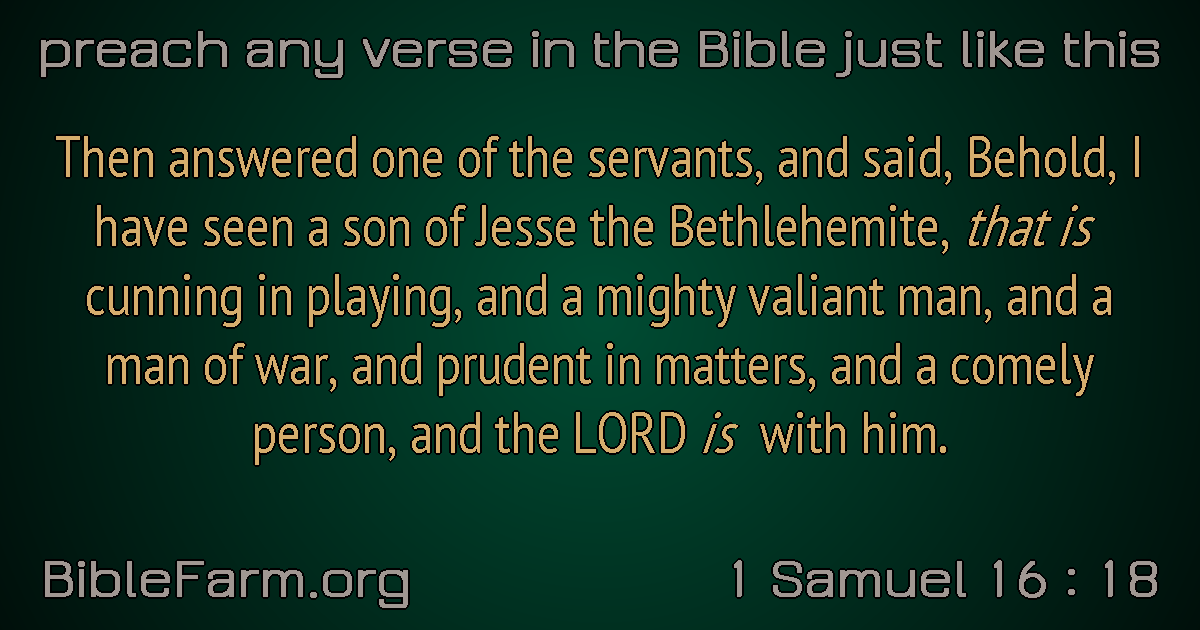 preach any verse in the Bible just like this
Then answered one of the servants, and said, Behold, I
have seen a son of Jesse the Bethlehemite, that is
cunning in playing, and a mighty valiant man, and a
man of war, and prudent in matters, and a comely
person, and the LORD is with him.
BibleFarm.org
1 Samuel 16 : 18